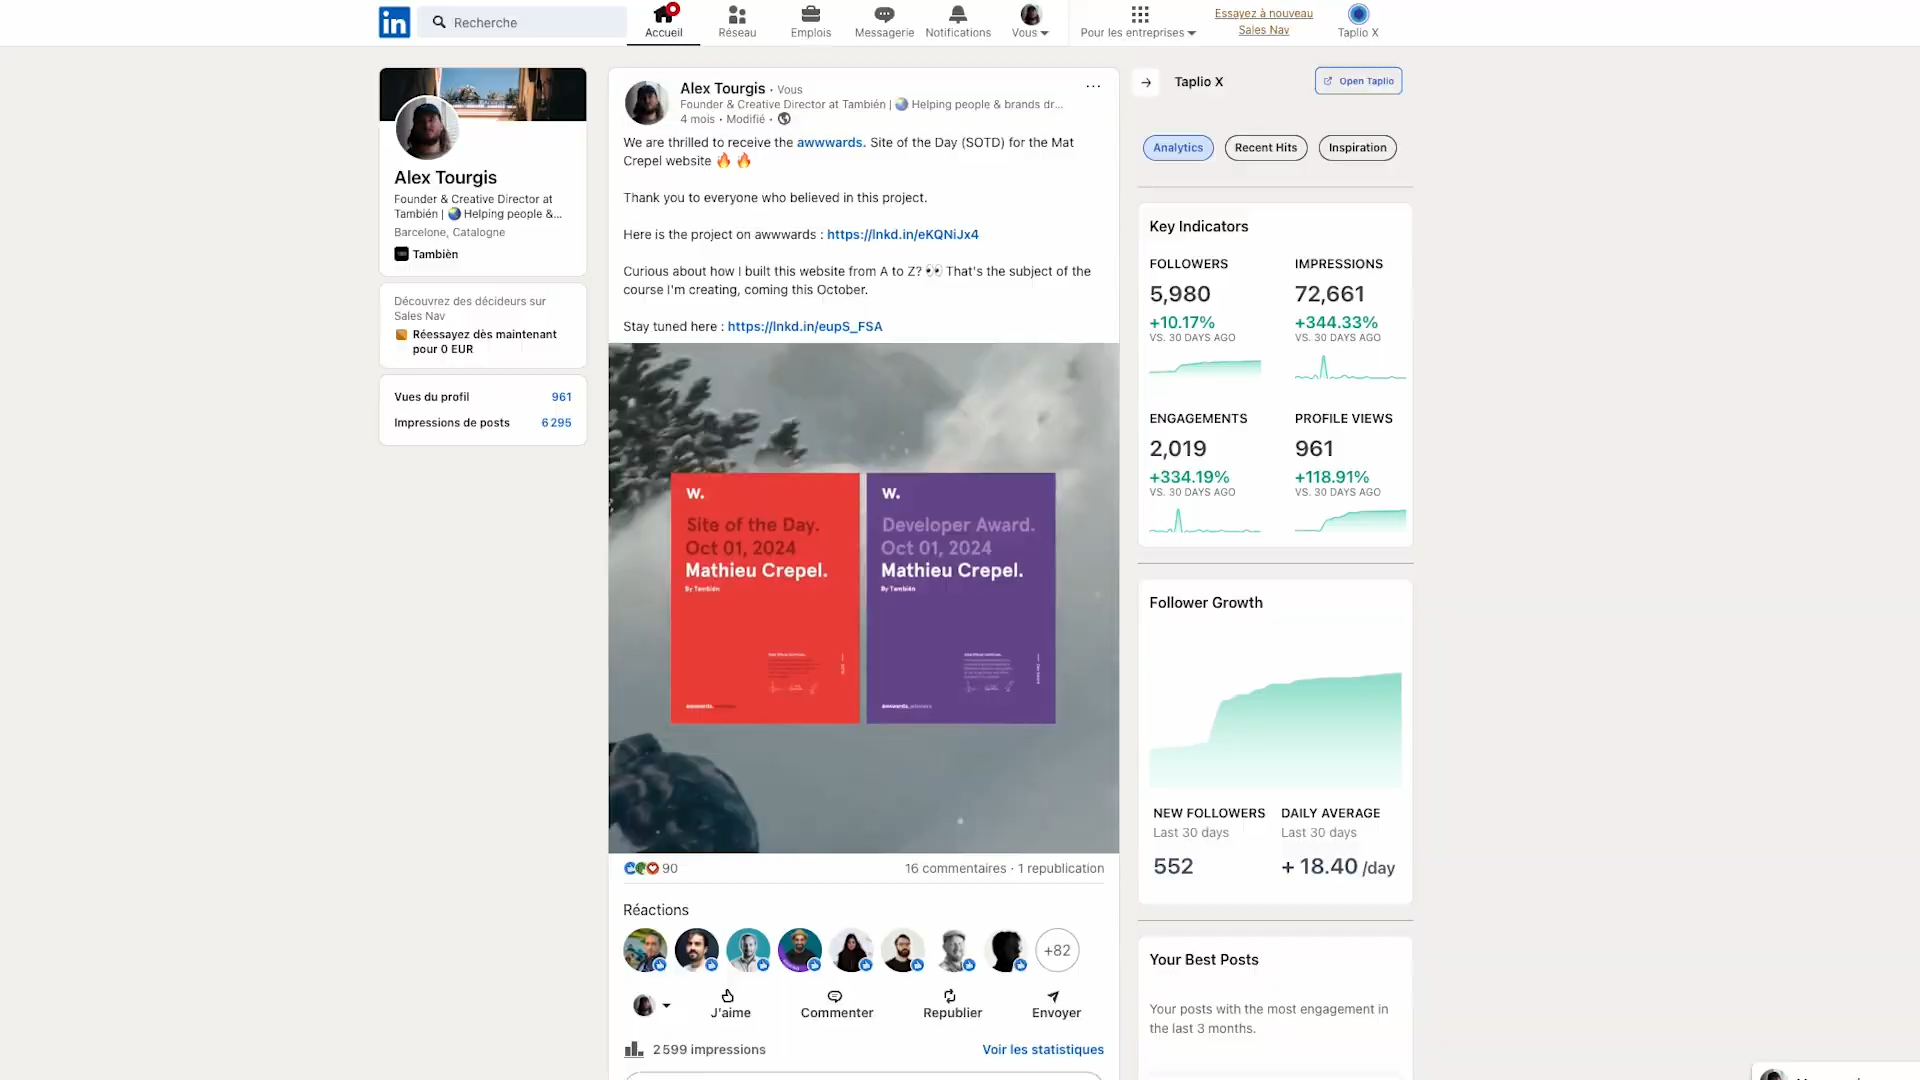 in
Recherche
Accueil
Réseau
Emplois
Messagerie
Notifications
Vous
Pour les entreprises
Essayez à nouveau
Sales Nav
Taplio X
Alex Tourgis
Founder & Creative Director at
También | 🌏 Helping people &...
Barcelone, Catalogne
Tambièn
Découvrez des décideurs sur
Sales Nav
Réessayez dès maintenant
pour 0 EUR
Vues du profil 961
Impressions de posts 6 295
Alex Tourgis • Vous
Founder & Creative Director at También | 🌏 Helping people & brands dr...
4 mois • Modifié •
We are thrilled to receive the awwwards. Site of the Day (SOTD) for the Mat
Crepel website 🔥 🔥
Thank you to everyone who believed in this project.
Here is the project on awwwards : https://lnkd.in/eKQNiJx4
Curious about how I built this website from A to Z? 👀 That's the subject of the
course I'm creating, coming this October.
Stay tuned here : https://lnkd.in/eupS_FSA
W.
Site of the Day.
Oct 01, 2024
Mathieu Crepel.
By También
awwwards.
W.
Developer Award.
Oct 01, 2024
Mathieu Crepel.
By También
awwwards.
90
16 commentaires · 1 republication
Réactions
+82
J'aime
Commenter
Republier
Envoyer
2 599 impressions
Voir les statistiques
Taplio X
Open Taplio
Analytics
Recent Hits
Inspiration
Key Indicators
FOLLOWERS
5,980
+10.17%
VS. 30 DAYS AGO
IMPRESSIONS
72,661
+344.33%
VS. 30 DAYS AGO
ENGAGEMENTS
2,019
+334.19%
VS. 30 DAYS AGO
PROFILE VIEWS
961
+118.91%
VS. 30 DAYS AGO
Follower Growth
NEW FOLLOWERS
Last 30 days
552
DAILY AVERAGE
Last 30 days
+ 18.40 /day
Your Best Posts
Your posts with the most engagement in
the last 3 months.